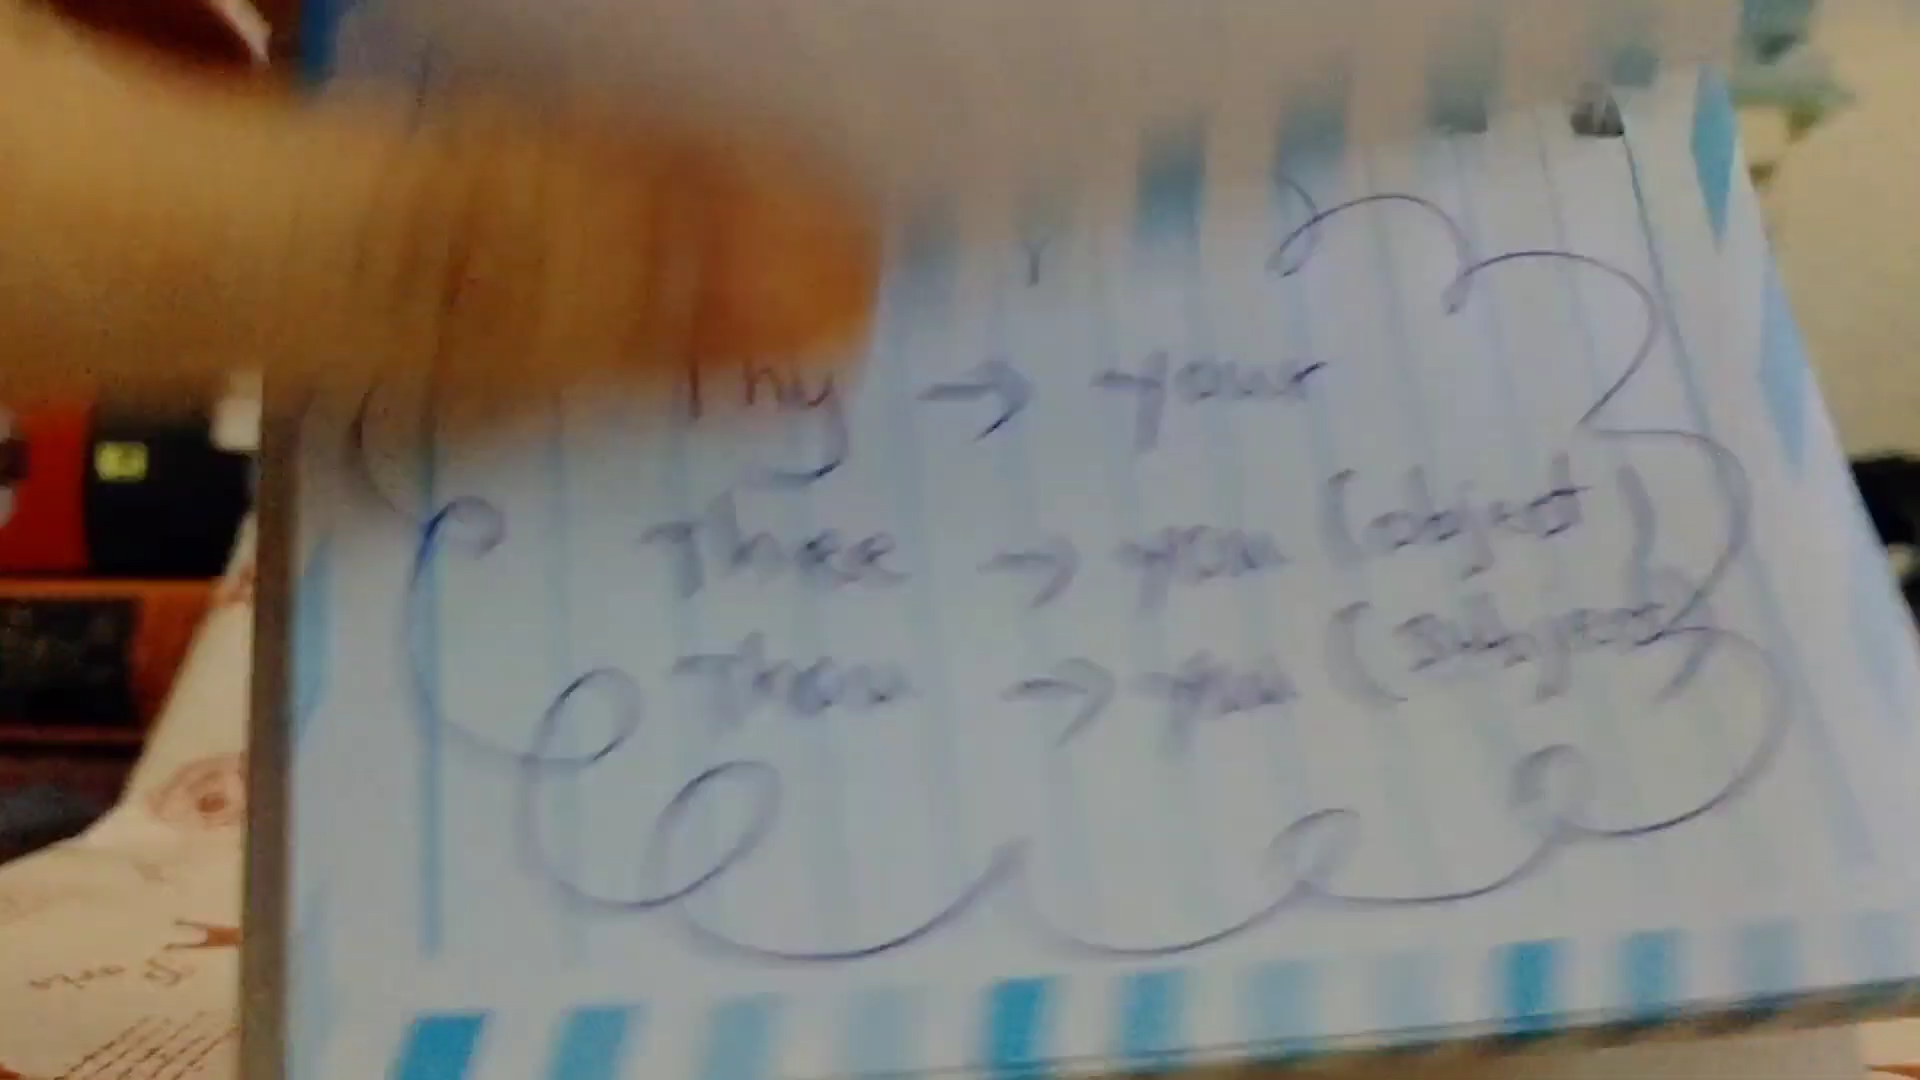 Thy → your
Thee → you (object)
Thou → you (subject)